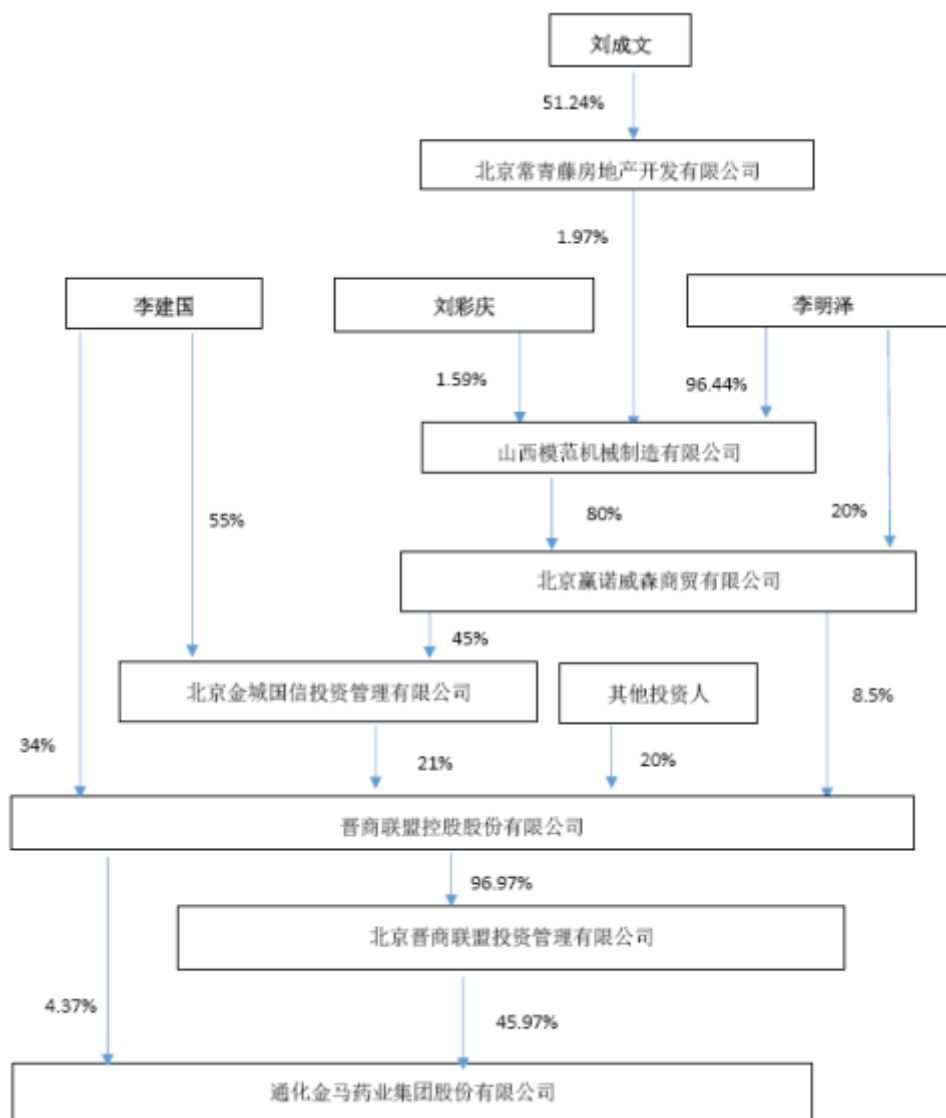 刘成文
51.24%
北京常青藤房地产开发有限公司
1.97%
李建国
刘彩庆
李明泽
1.59%
96.44%
山西模范机械制造有限公司
55%
80%
20%
北京赢诺威森商贸有限公司
45%
北京金城国信投资管理有限公司
其他投资人
8.5%
34%
21%
20%
晋商联盟控股股份有限公司
96.97%
北京晋商联盟投资管理有限公司
4.37%
45.97%
通化金马药业集团股份有限公司